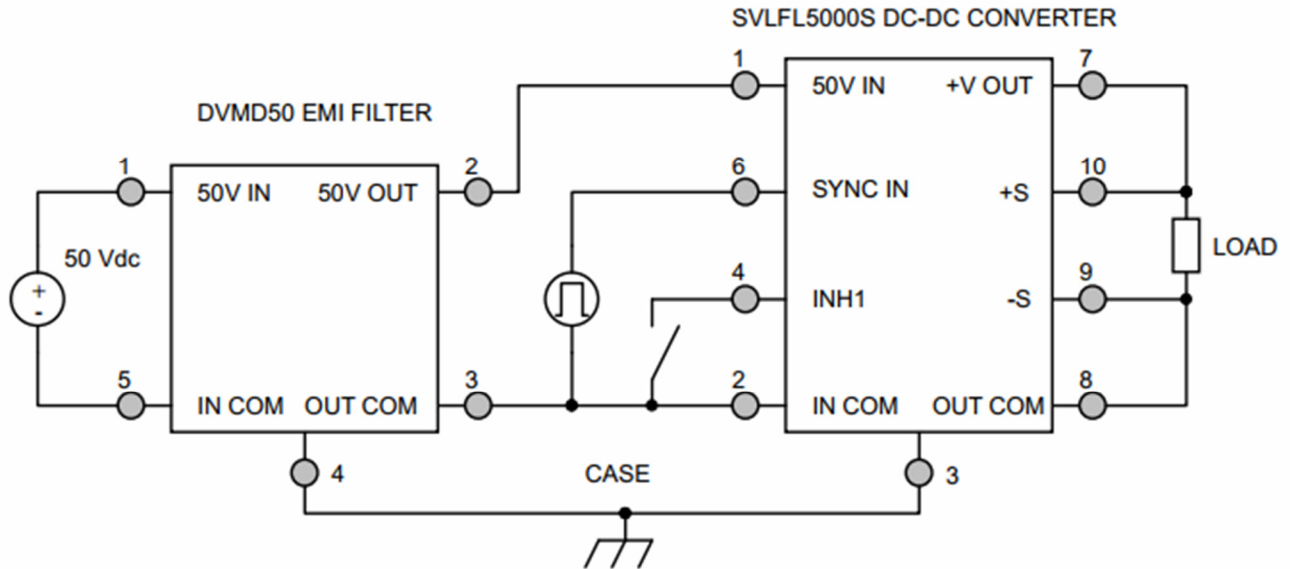 SVLFL5000S DC-DC CONVERTER
1
7
50V IN
+V OUT
DVMD50 EMI FILTER
1
2
6
10
50V IN
50V OUT
SYNC IN
+S
LOAD
50 Vdc
+
-
4
9
INH1
-S
5
3
2
8
IN COM
OUT COM
IN COM
OUT COM
4
CASE
3